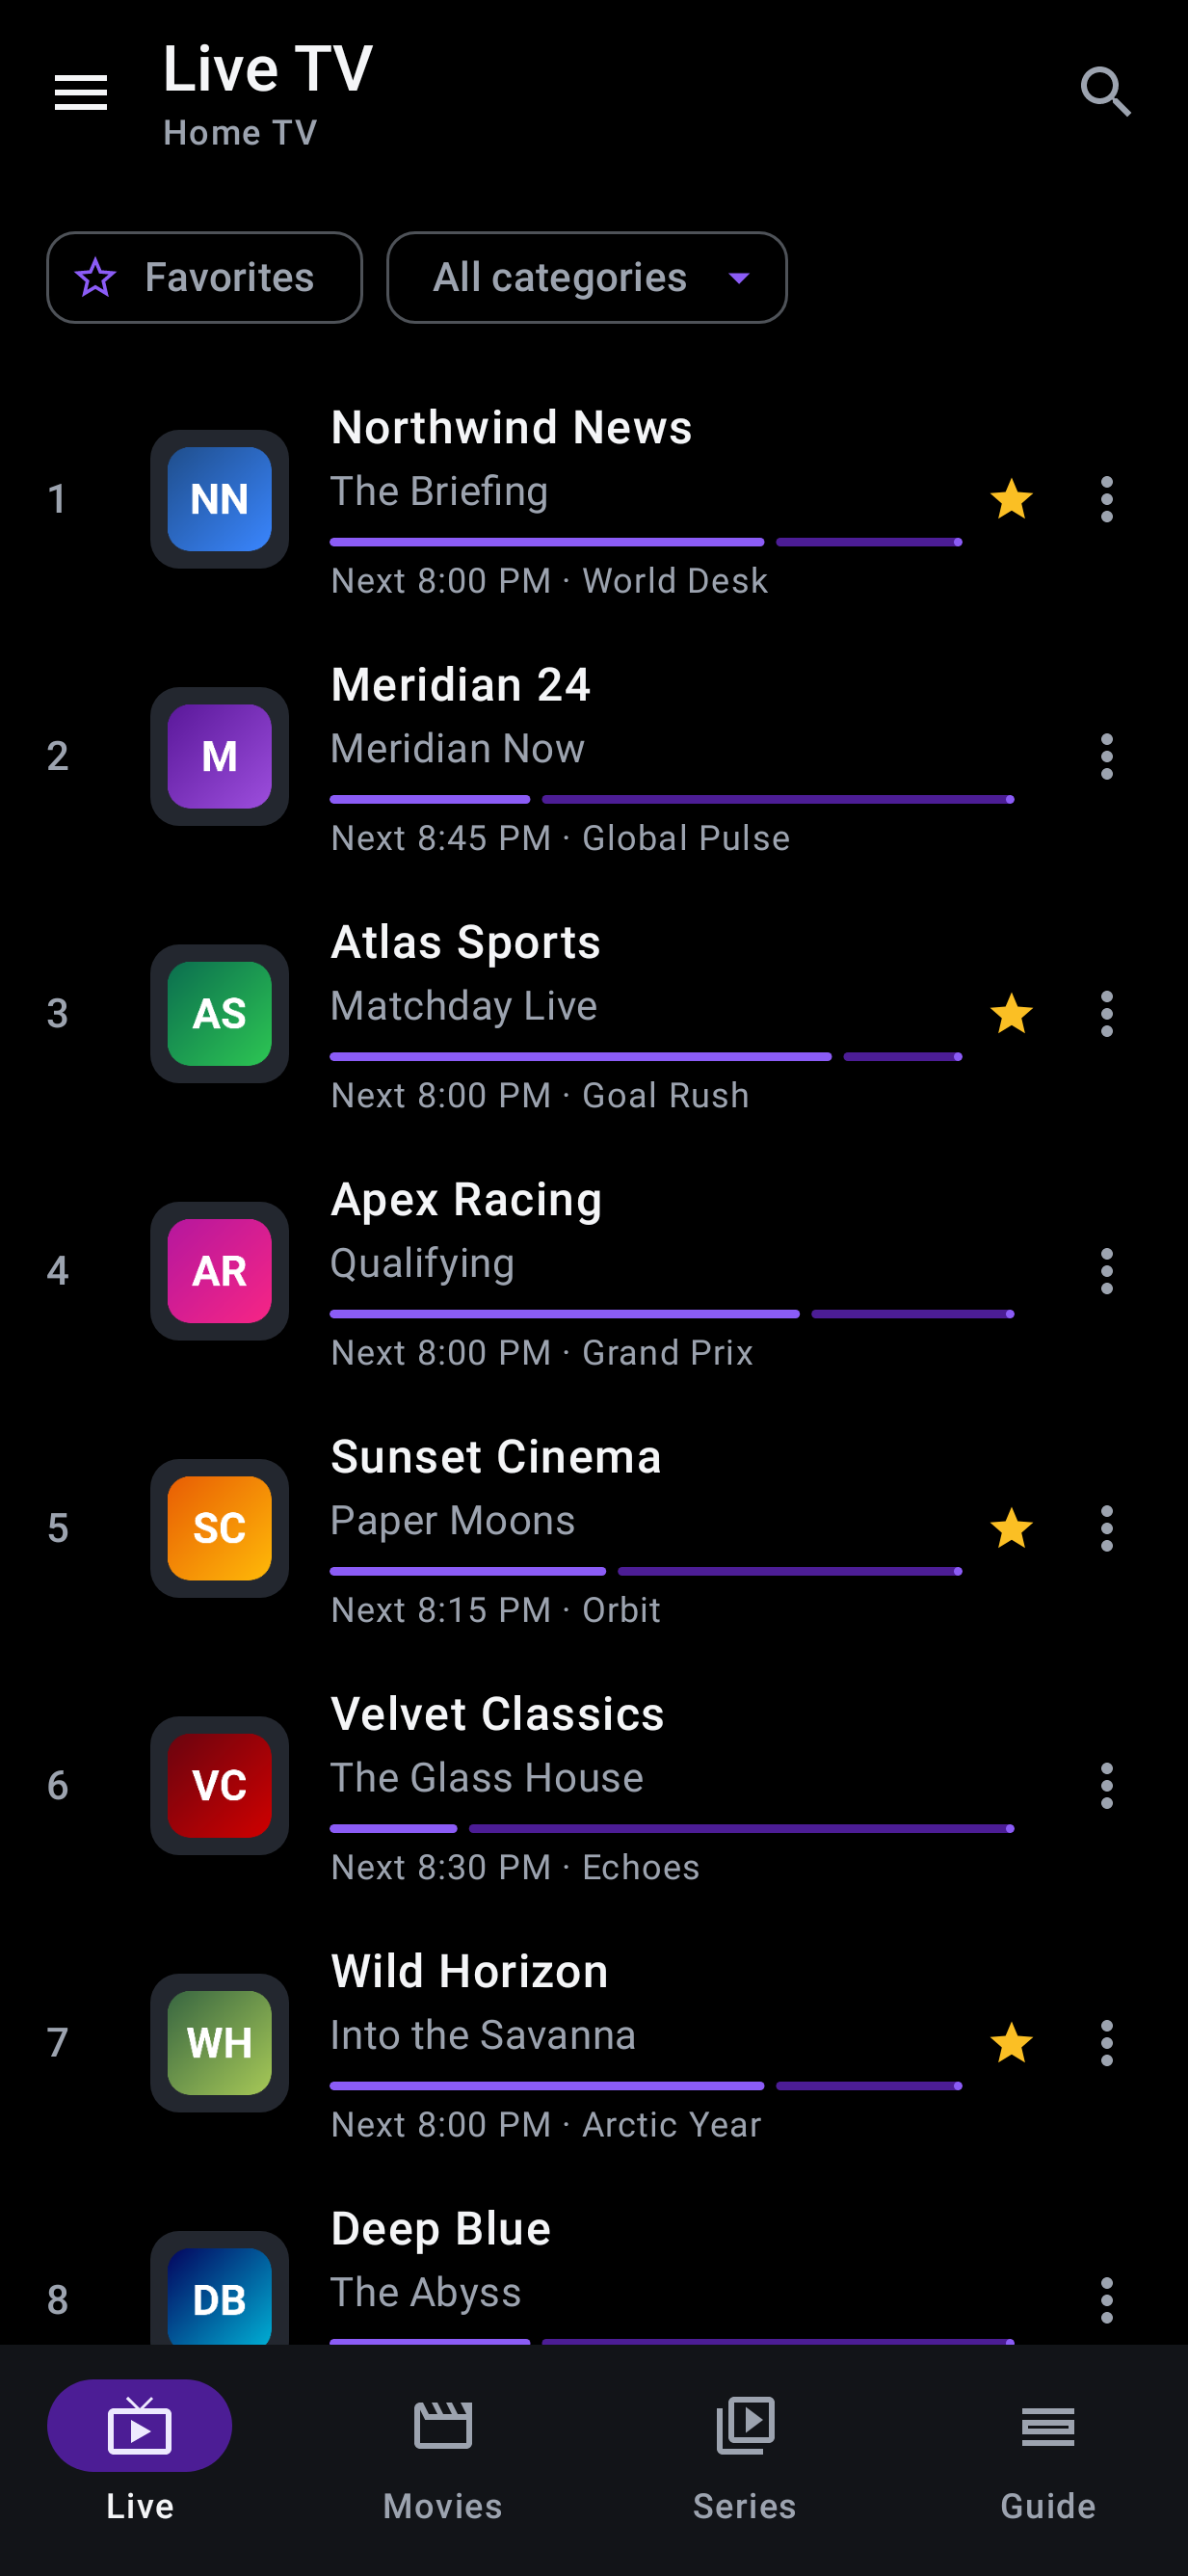 Live TV
Home TV
Favorites
All categories
1
NN
Northwind News
The Briefing
Next 8:00 PM · World Desk
2
M
Meridian 24
Meridian Now
Next 8:45 PM · Global Pulse
3
AS
Atlas Sports
Matchday Live
Next 8:00 PM · Goal Rush
4
AR
Apex Racing
Qualifying
Next 8:00 PM · Grand Prix
5
SC
Sunset Cinema
Paper Moons
Next 8:15 PM · Orbit
6
VC
Velvet Classics
The Glass House
Next 8:30 PM · Echoes
7
WH
Wild Horizon
Into the Savanna
Next 8:00 PM · Arctic Year
8
DB
Deep Blue
The Abyss
Live
Movies
Series
Guide